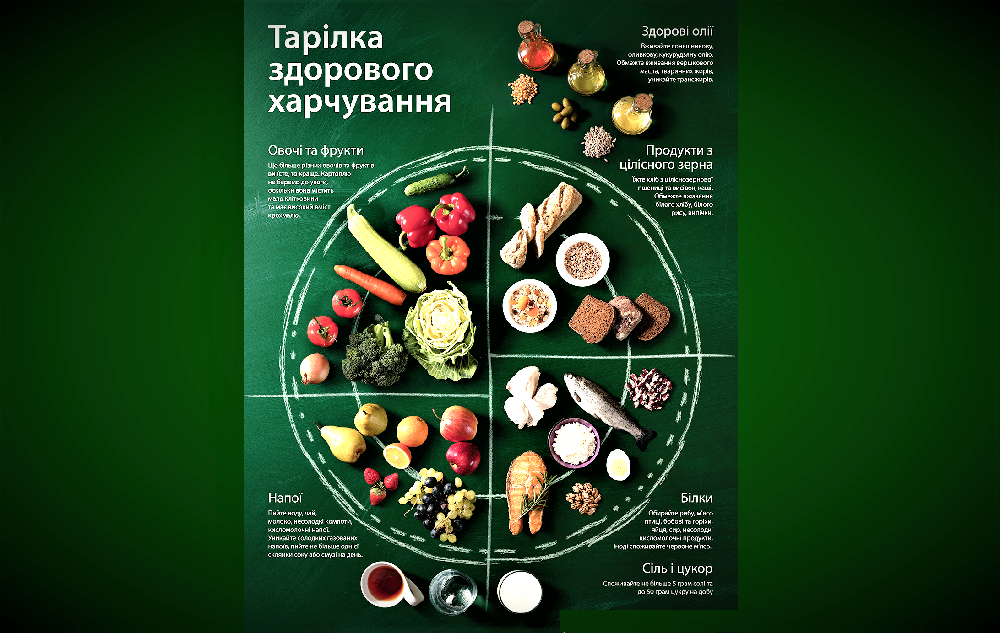 Тарілка
здорового
харчування
Здорові олії
Вживайте соняшникову,
оливкову, кукурудзяну олію.
Обмежте вживання вершкового
масла, тваринних жирів,
уникайте трансжирів.
Овочі та фрукти
Що більше різних овочів та фруктів
ви їсте, то краще. Картоплю
не беремо до уваги,
оскільки вона містить
мало клітковини
та має високий вміст
крохмалю.
Продукти з
цілісного зерна
Їжте хліб з цільнозернової
пшениці та висівок, каші.
Обмежте вживання
білого хлібу, білого
рису, випічки.
Напої
Пийте воду, чай,
молоко, несолодкі компоти,
кисломолочні напої.
Уникайте солодких газованих
напоїв, пийте не більше однієї
склянки соку або смузі на день.
Білки
Обирайте рибу, м'ясо
птиці, бобові та горіхи,
яйця, сир, несолодкі
кисломолочні продукти.
Іноді споживайте червоне м'ясо.
Сіль і цукор
Споживайте не більше 5 грам солі та
до 50 грам цукру на добу